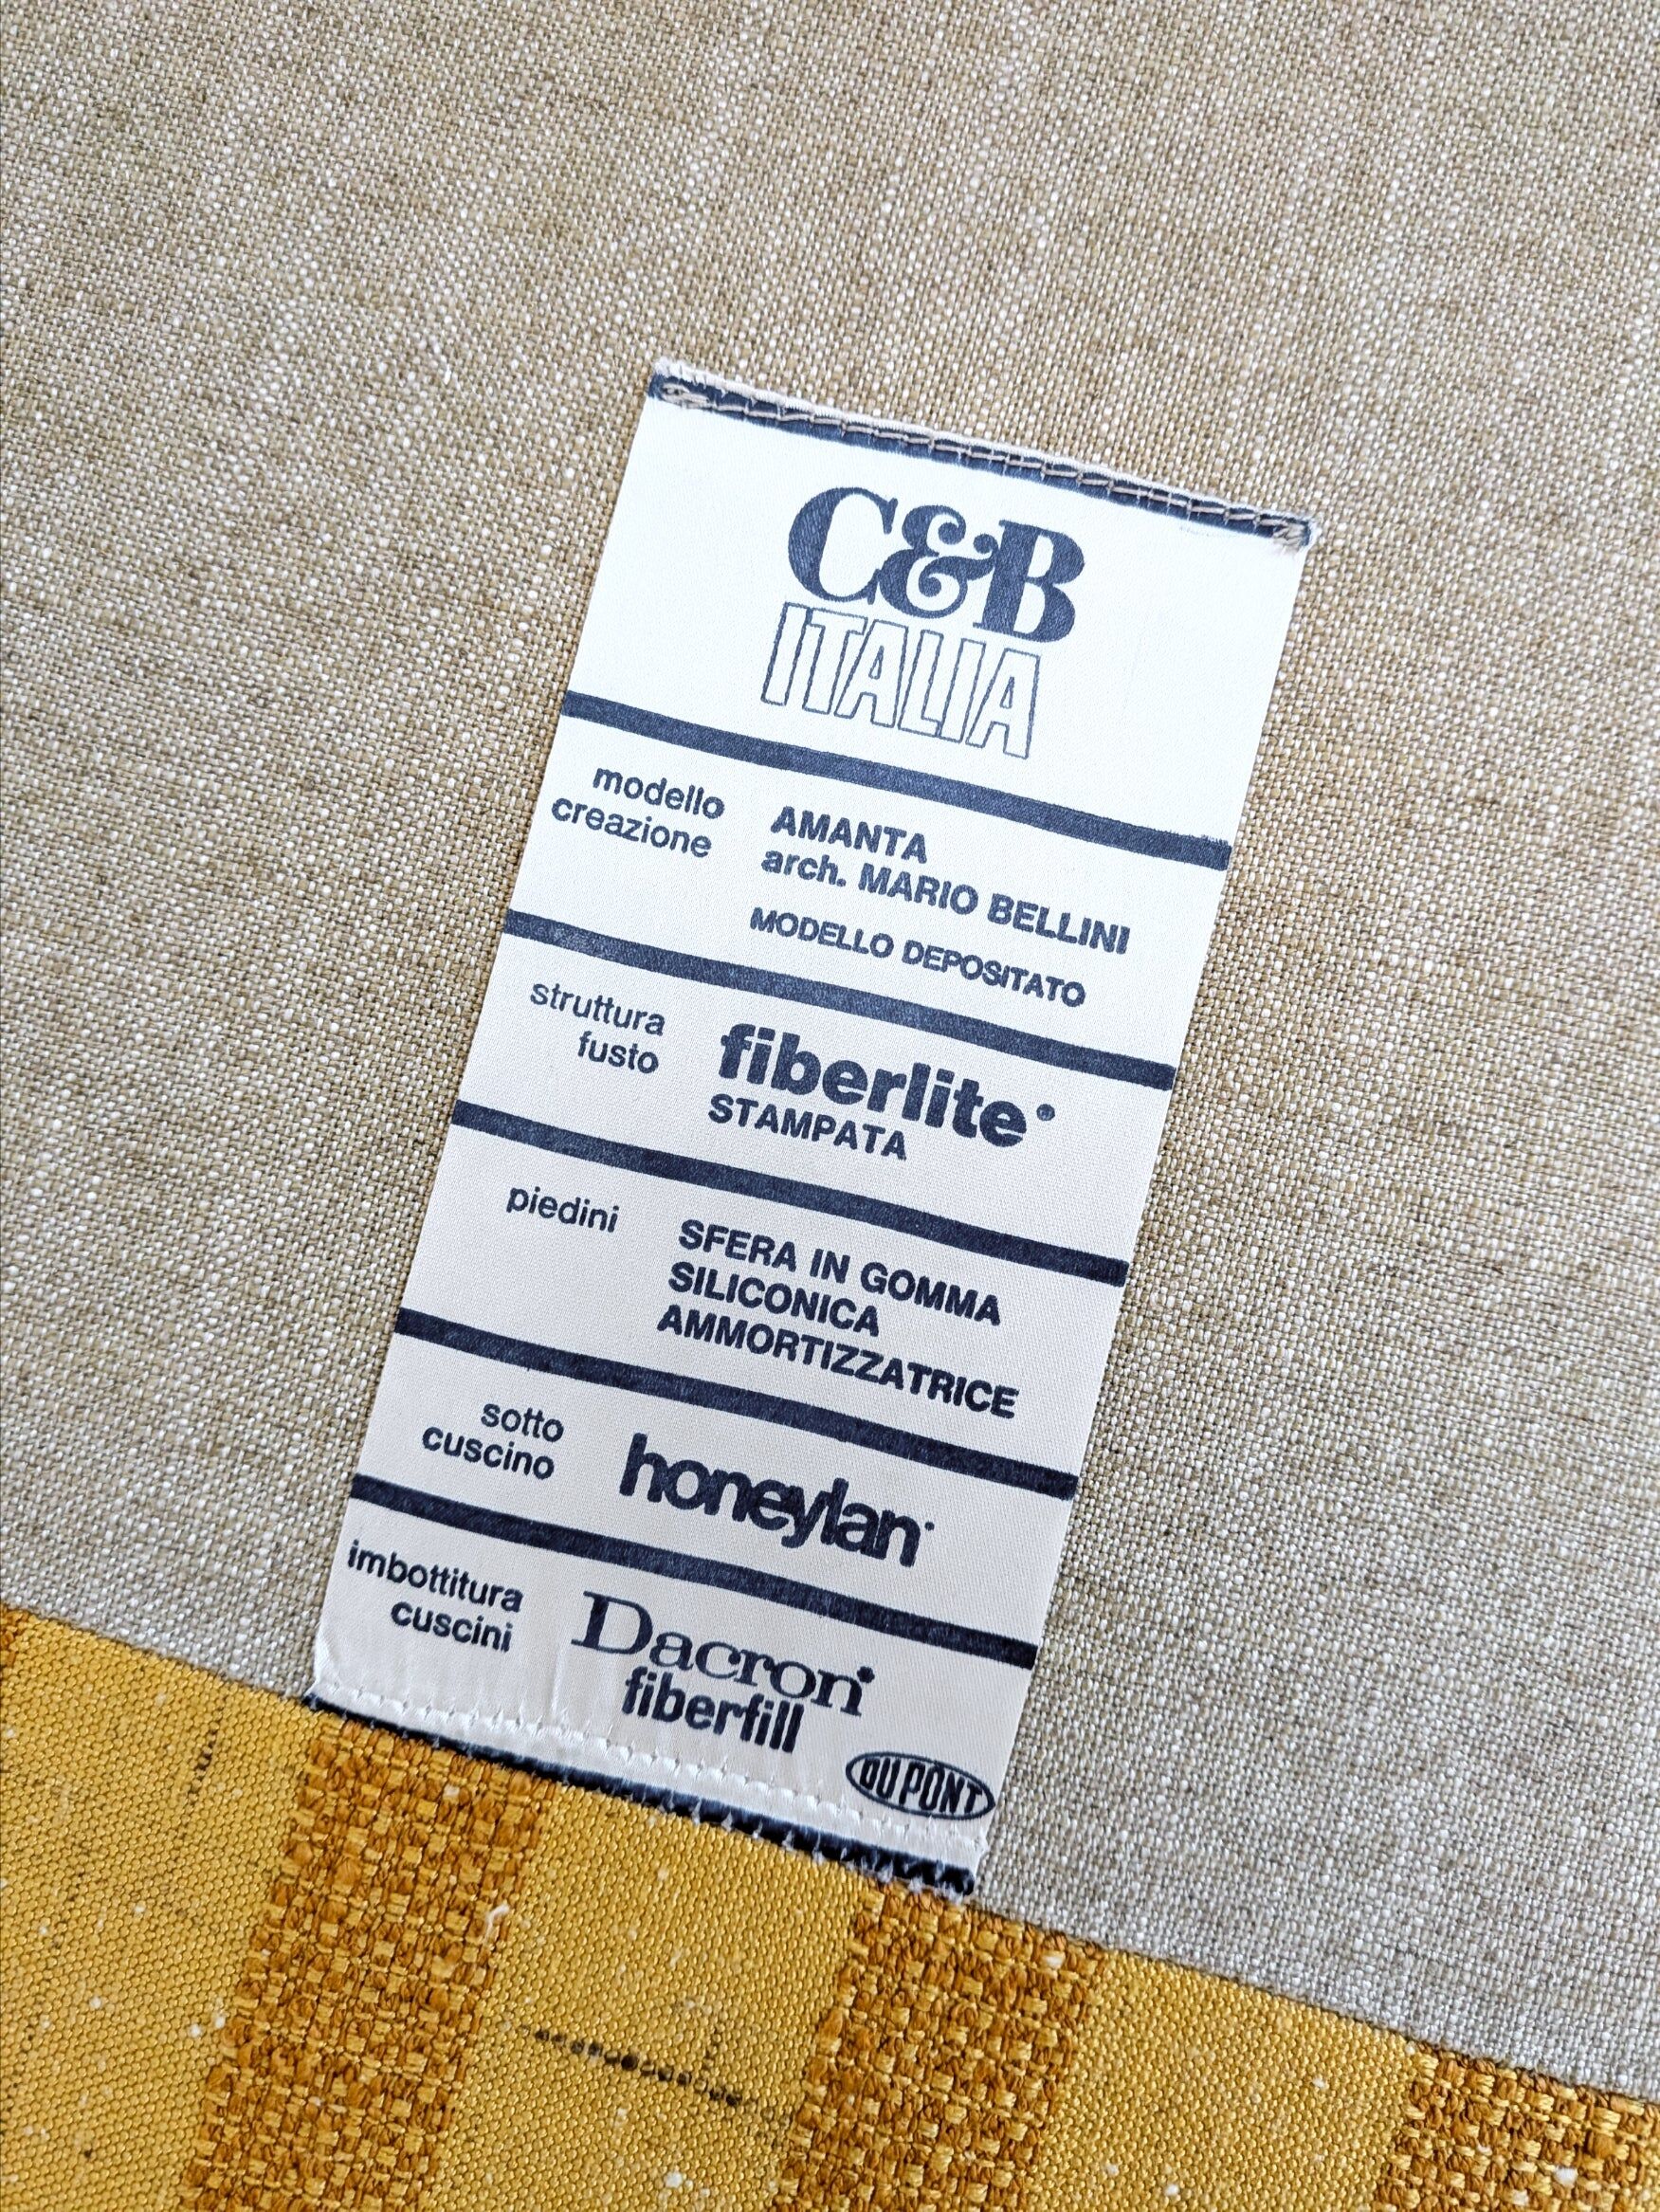 C&B
ITALIA
modello AMANTA
creazione arch. MARIO BELLINI
MODELLO DEPOSITATO
struttura fiberlite®
fusto STAMPATA
piedini SFERA IN GOMMA
SILICONICA
AMMORTIZZATRICE
sotto
cuscino honeylan®
imbottitura Dacron®
cuscini fiberfill
DU PONT